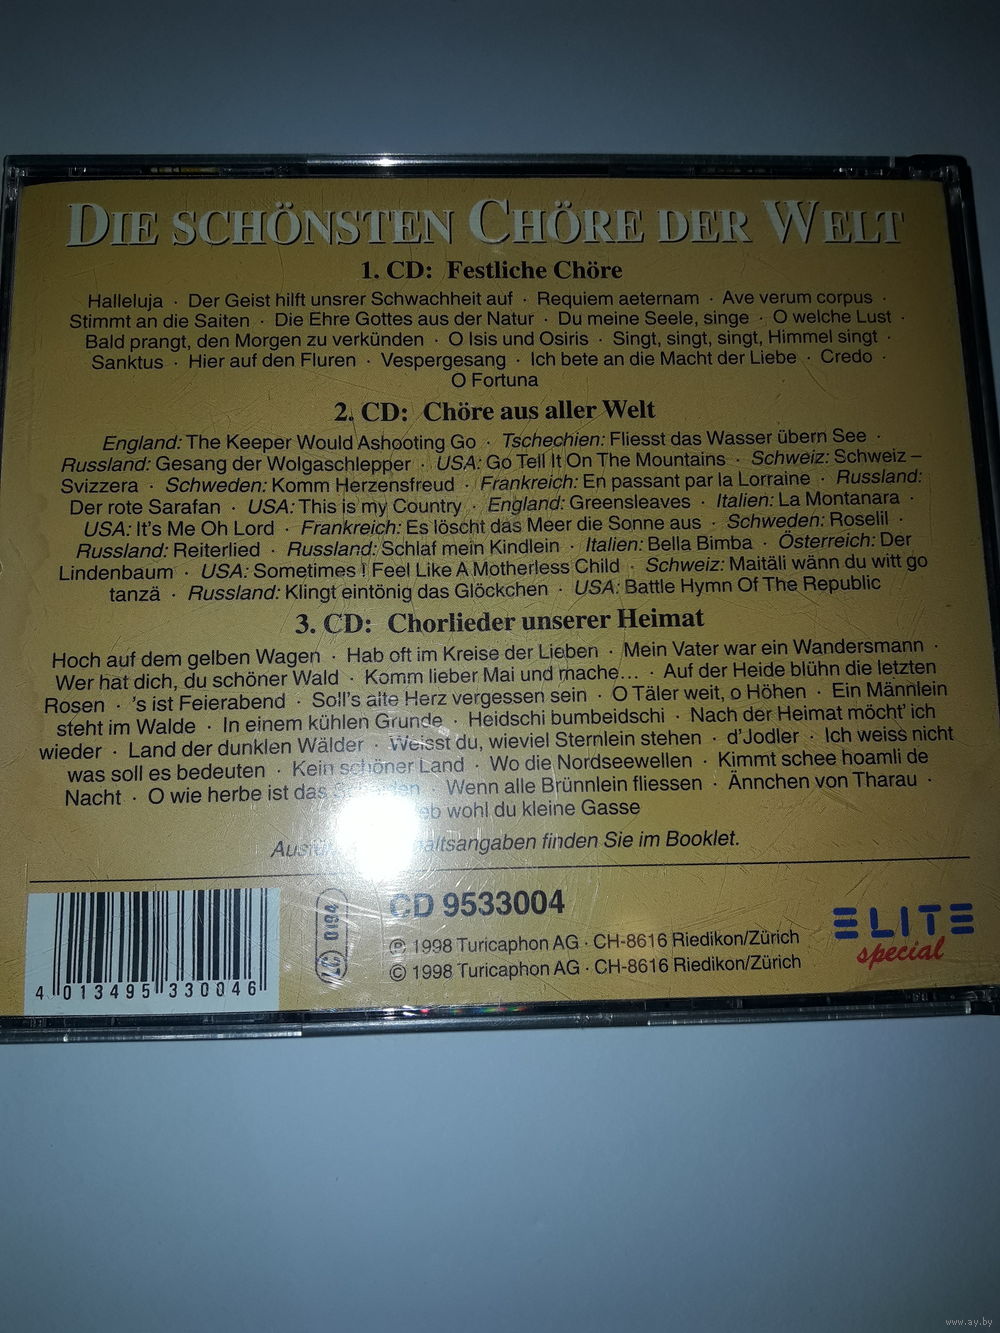 DIE SCHÖNSTEN CHÖRE DER WELT
1. CD: Festliche Chöre
Halleluja · Der Geist hilft unsrer Schwachheit auf · Requiem aeternam · Ave verum corpus ·
Stimmt an die Saiten · Die Ehre Gottes aus der Natur · Du meine Seele, singe · O welche Lust ·
Bald prangt, den Morgen zu verkünden · O Isis und Osiris · Singt, singt, singt, Himmel singt ·
Sanktus · Hier auf den Fluren · Vespergesang · Ich bete an die Macht der Liebe · Credo ·
O Fortuna
2. CD: Chöre aus aller Welt
England: The Keeper Would Ashooting Go · Tschechien: Fliesst das Wasser übern See ·
Russland: Gesang der Wolgaschlepper · USA: Go Tell It On The Mountains · Schweiz: Schweiz –
Svizzera · Schweden: Komm Herzensfreud · Frankreich: En passant par la Lorraine · Russland:
Der rote Sarafan · USA: This is my Country · England: Greensleaves · Italien: La Montanara ·
USA: It's Me Oh Lord · Frankreich: Es löscht das Meer die Sonne aus · Schweden: Roselil ·
Russland: Reiterlied · Russland: Schlaf mein Kindlein · Italien: Bella Bimba · Österreich: Der
Lindenbaum · USA: Sometimes I Feel Like A Motherless Child · Schweiz: Maitäli wänn du witt go
tanzä · Russland: Klingt eintönig das Glöckchen · USA: Battle Hymn Of The Republic
3. CD: Chorlieder unserer Heimat
Hoch auf dem gelben Wagen · Hab oft im Kreise der Lieben · Mein Vater war ein Wandersmann ·
Wer hat dich, du schöner Wald · Komm lieber Mai und mache... · Auf der Heide blühn die letzten
Rosen · 's ist Feierabend · Soll's alte Herz vergessen sein · O Täler weit, o Höhen · Ein Männlein
steht im Walde · In einem kühlen Grunde · Heidschi bumbeidschi · Nach der Heimat möcht' ich
wieder · Land der dunklen Wälder · Weisst du, wieviel Sternlein stehen · d'Jodler · Ich weiss nicht
was soll es bedeuten · Kein schöner Land · Wo die Nordseewellen · Kimmt schee hoamli de
Nacht · O wie herbe ist das · Wenn alle Brünnlein fliessen · Ännchen von Tharau ·
wohl du kleine Gasse
finden Sie im Booklet.
CD 9533004
LC 0194
℗ 1998 Turicaphon AG · CH-8616 Riedikon/Zürich
© 1998 Turicaphon AG · CH-8616 Riedikon/Zürich
ELITE
special
4 013495 330046
www.ay.by